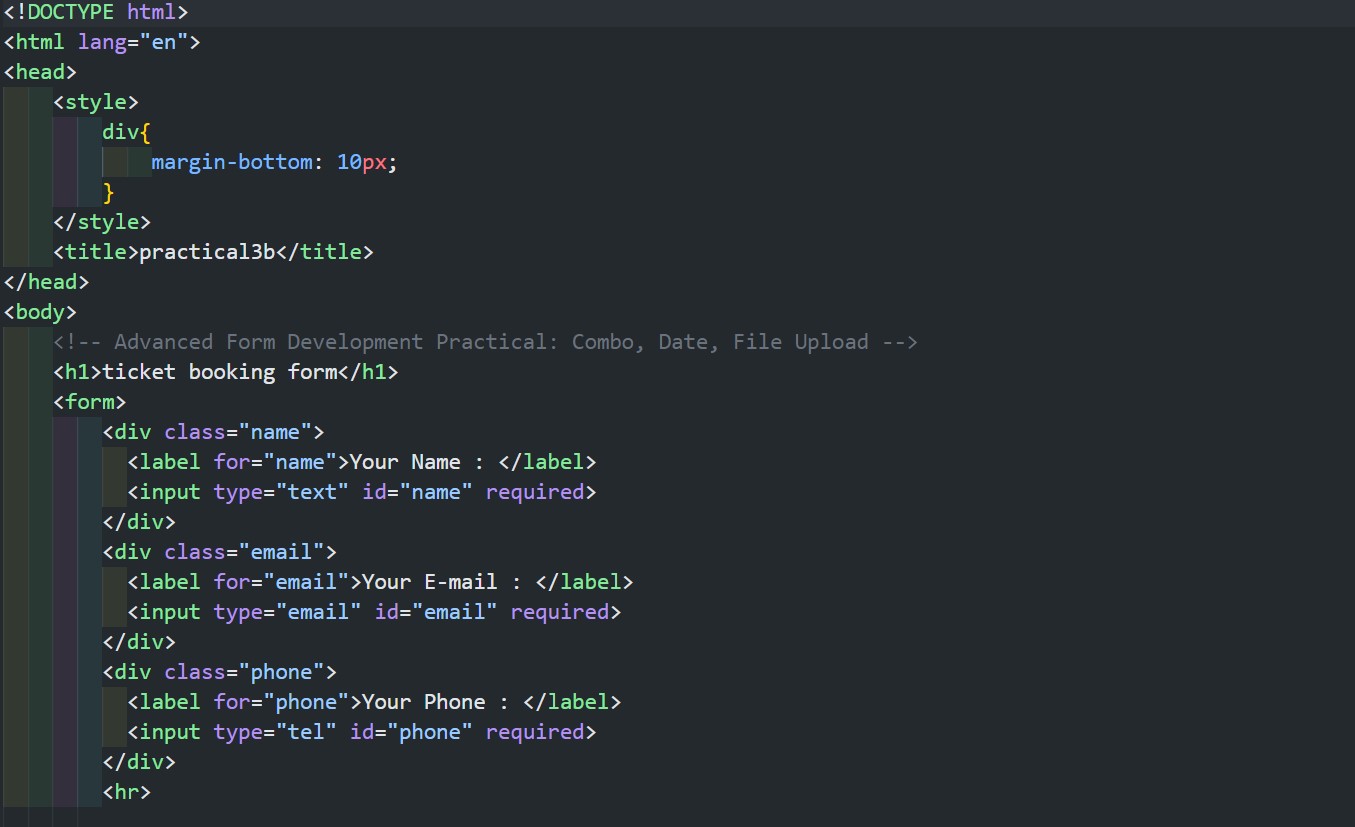 <!DOCTYPE html>
<html lang="en">
<head>
    <style>
        div{
            margin-bottom: 10px;
        }
    </style>
    <title>practical3b</title>
</head>
<body>
    <!-- Advanced Form Development Practical: Combo, Date, File Upload -->
    <h1>ticket booking form</h1>
    <form>
        <div class="name">
          <label for="name">Your Name : </label>
          <input type="text" id="name" required>
        </div>
        <div class="email">
          <label for="email">Your E-mail : </label>
          <input type="email" id="email" required>
        </div>
        <div class="phone">
          <label for="phone">Your Phone : </label>
          <input type="tel" id="phone" required>
        </div>
        <hr>